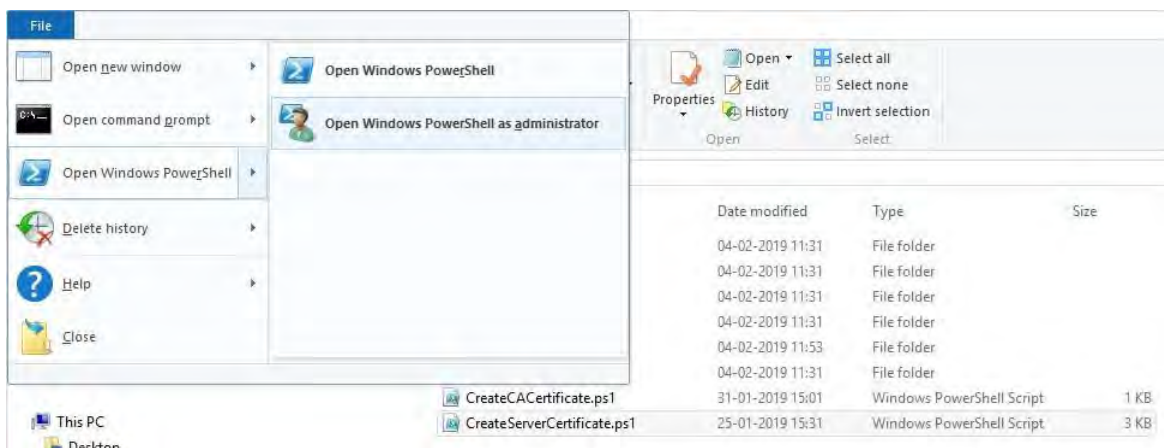 File
Open new window
Open command prompt
Open Windows PowerShell
Delete history
Help
Close
Open Windows PowerShell
Open Windows PowerShell as administrator
Properties
Open
Edit
History
Open
Select all
Select none
Invert selection
Select
Date modified Type Size
04-02-2019 11:31 File folder
04-02-2019 11:31 File folder
04-02-2019 11:31 File folder
04-02-2019 11:31 File folder
04-02-2019 11:53 File folder
04-02-2019 11:31 File folder
CreateCACertificate.ps1 31-01-2019 15:01 Windows PowerShell Script 1 KB
CreateServerCertificate.ps1 25-01-2019 15:31 Windows PowerShell Script 3 KB
This PC
Desktop